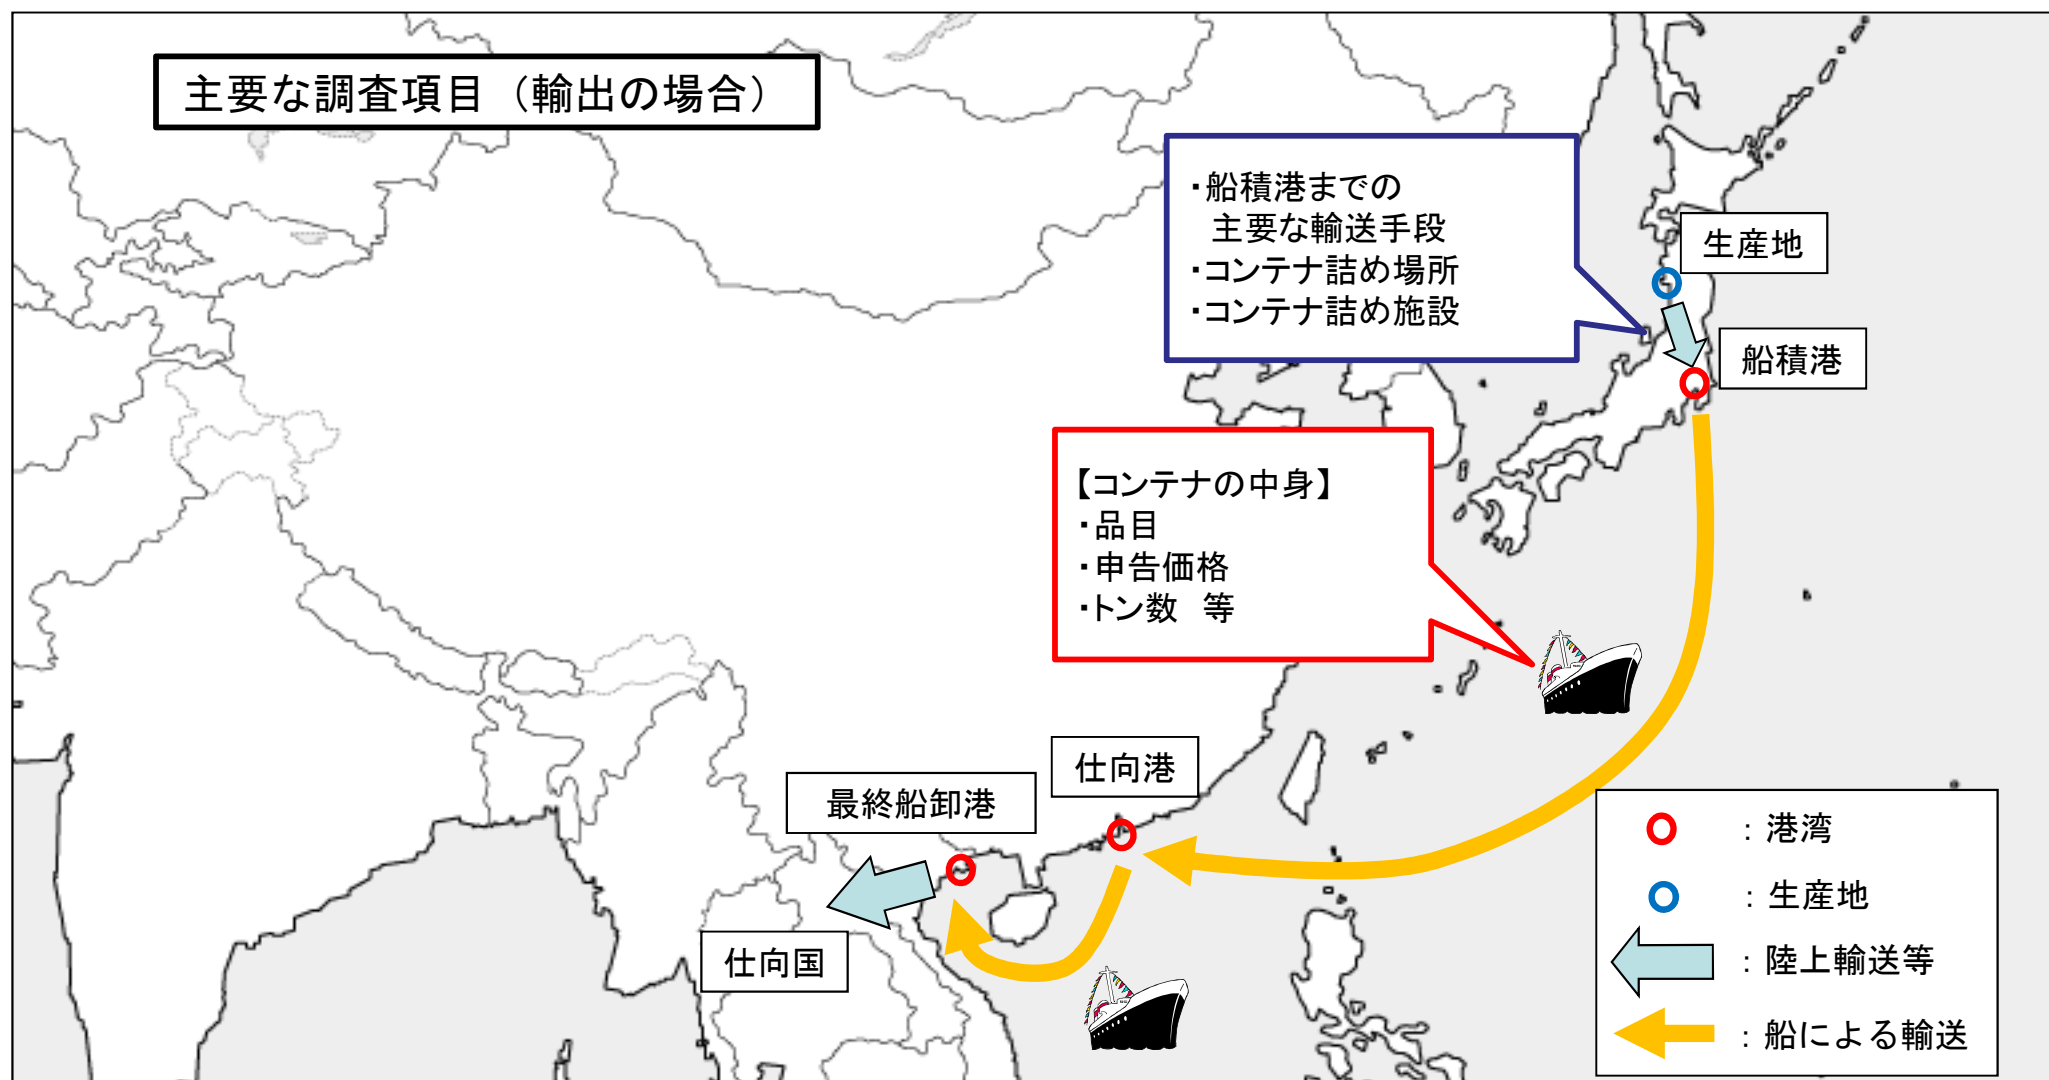 主要な調査項目（輸出の場合）
・船積港までの
主要な輸送手段
・コンテナ詰め場所
・コンテナ詰め施設
生産地
船積港
【コンテナの中身】
・品目
・申告価格
・トン数　等
仕向港
最終船卸港
仕向国
：港湾
：生産地
：陸上輸送等
：船による輸送